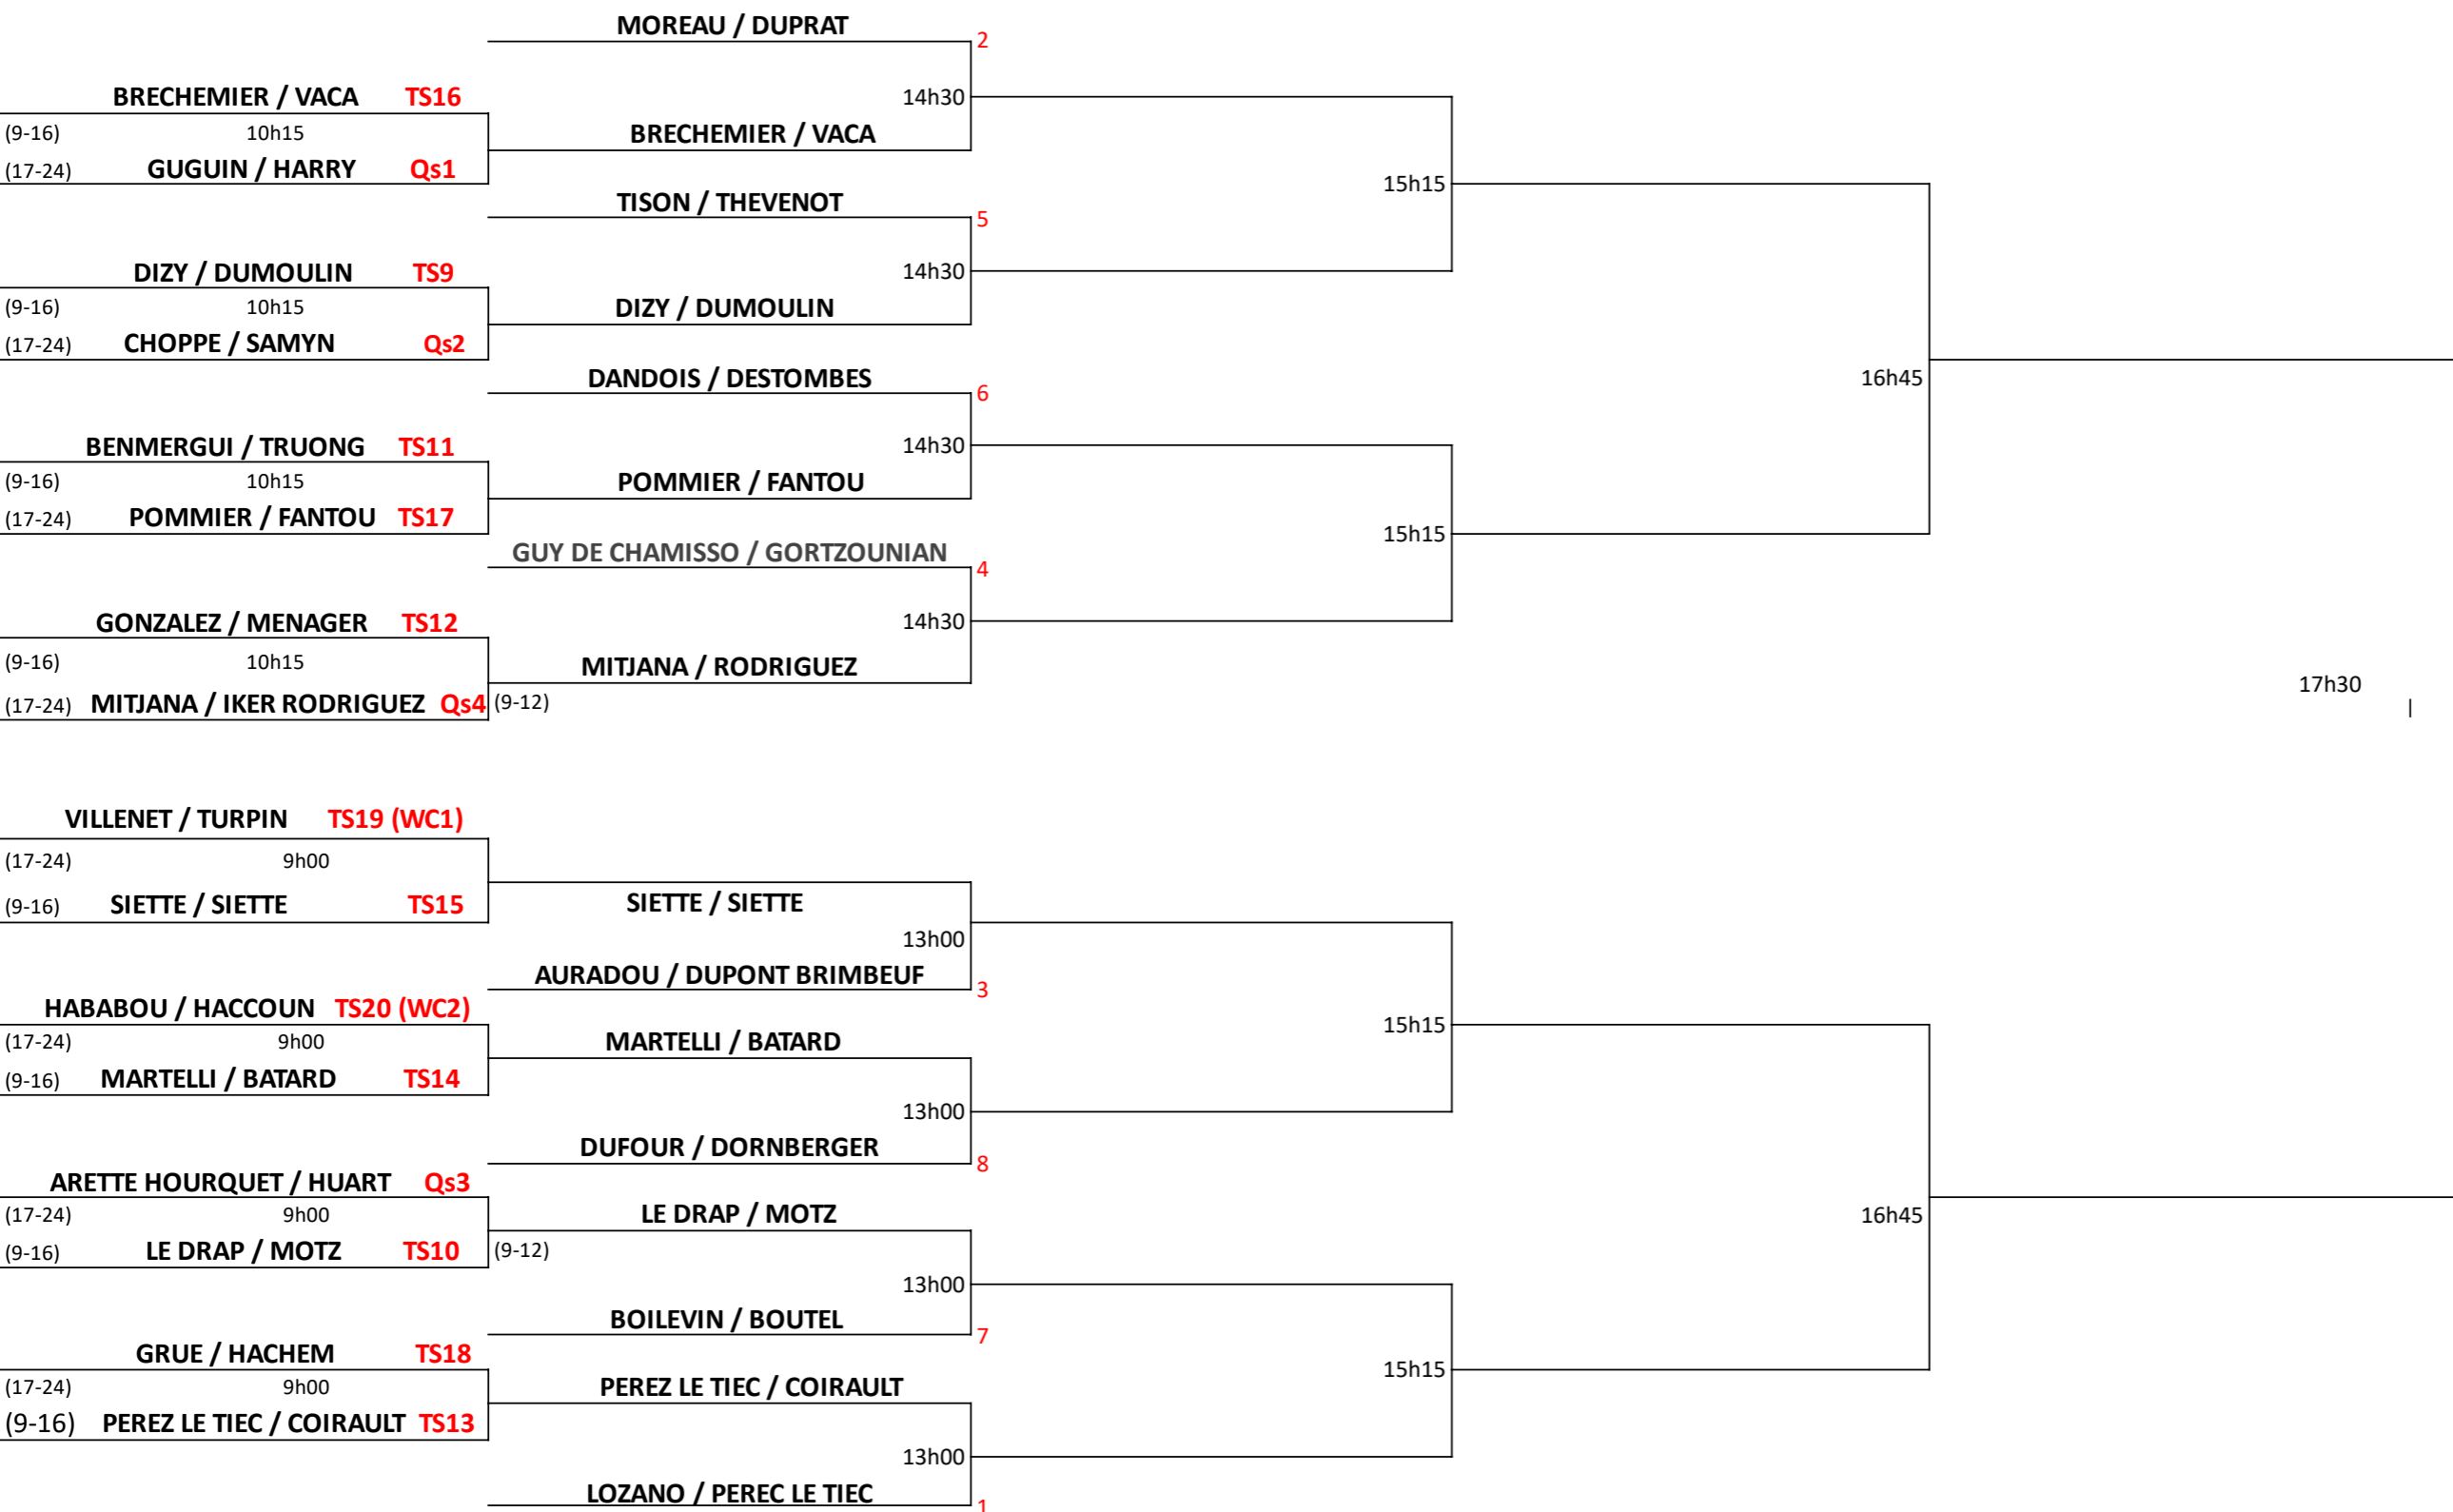 MOREAU / DUPRAT
2
BRECHEMIER / VACA TS16
14h30
(9-16) 10h15
BRECHEMIER / VACA
(17-24) GUGUIN / HARRY Qs1
15h15
TISON / THEVENOT
5
DIZY / DUMOULIN TS9
14h30
(9-16) 10h15
DIZY / DUMOULIN
(17-24) CHOPPE / SAMYN Qs2
DANDOIS / DESTOMBES
16h45
6
BENMERGUI / TRUONG TS11
14h30
(9-16) 10h15
POMMIER / FANTOU
(17-24) POMMIER / FANTOU TS17
15h15
GUY DE CHAMISSO / GORTZOUNIAN
4
GONZALEZ / MENAGER TS12
14h30
(9-16) 10h15
MITJANA / RODRIGUEZ
17h30
(17-24) MITJANA / IKER RODRIGUEZ Qs4 (9-12)
VILLENET / TURPIN TS19 (WC1)
(17-24) 9h00
(9-16) SIETTE / SIETTE TS15
SIETTE / SIETTE
13h00
AURADOU / DUPONT BRIMBEUF
3
HABABOU / HACCOUN TS20 (WC2)
15h15
(17-24) 9h00
MARTELLI / BATARD
(9-16) MARTELLI / BATARD TS14
13h00
DUFOUR / DORNBERGER
8
ARETTE HOURQUET / HUART Qs3
(17-24) 9h00
LE DRAP / MOTZ
16h45
(9-16) LE DRAP / MOTZ TS10 (9-12)
13h00
BOILEVIN / BOUTEL
7
GRUE / HACHEM TS18
15h15
(17-24) 9h00
PEREZ LE TIEC / COIRAULT
(9-16) PEREZ LE TIEC / COIRAULT TS13
13h00
LOZANO / PEREC LE TIEC
1